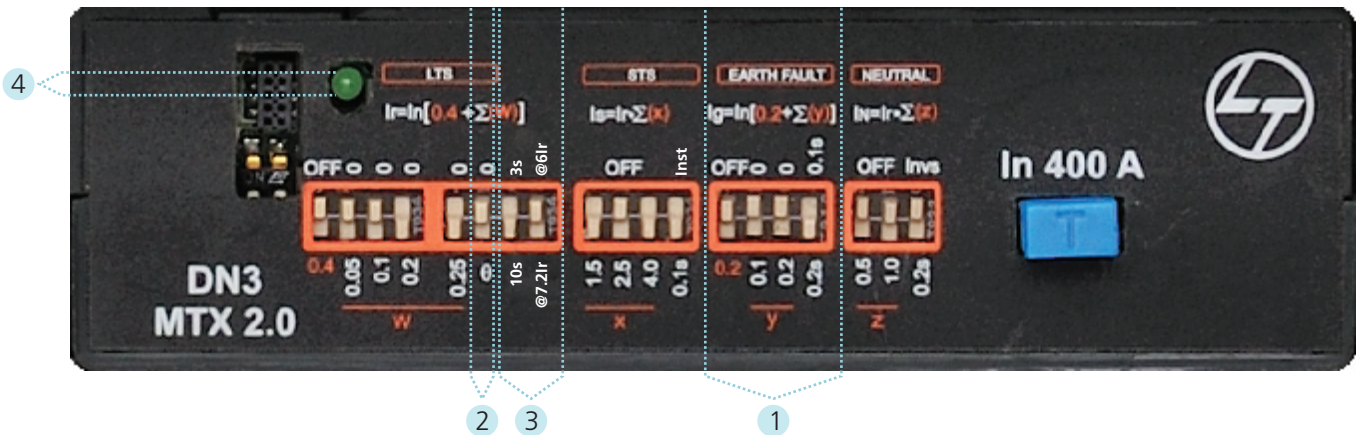 4
LTS
STS
EARTH FAULT
NEUTRAL
Ir=In[0.4 +Σ(W)]
Is=Ir*Σ(x)
Ig=In[0.2+Σ(y)]
IN=Ir*Σ(z)
OFF 0 0 0 0 0 3s @6Ir
OFF Inst
OFF 0 0 0.1s
OFF Invs
In 400 A
T
0.4 0.05 0.1 0.2 0.25 10s @7.2Ir
1.5 2.5 4.0 0.1s
0.2 0.1 0.2 0.2s
0.5 1.0 0.2s
W
x
y
z
DN3
MTX 2.0
2
3
1